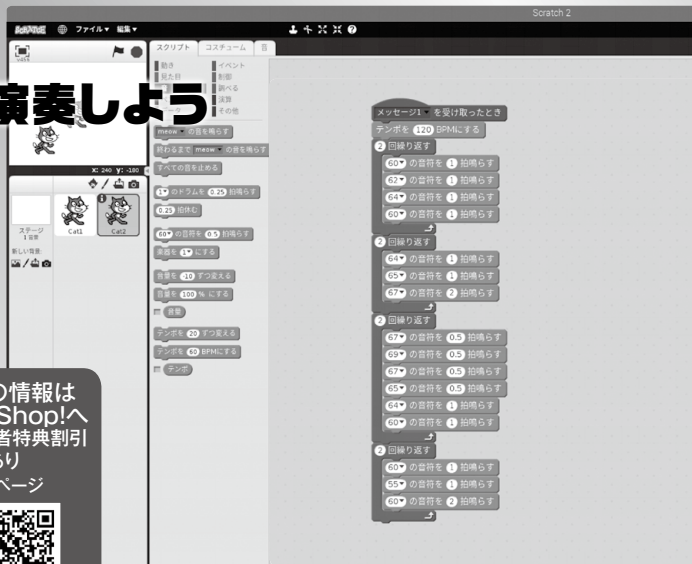 Scratch 2
SCRATCH ファイル▼ 編集▼
スクリプト コスチューム 音
動き イベント
見た目 制御
調べる
演算
その他
演奏しよう
x: 240 y: -180
meow の音を鳴らす
終わるまで meow の音を鳴らす
すべての音を止める
1 のドラムを 0.25 拍鳴らす
0.25 拍休む
60 の音符を 0.5 拍鳴らす
楽器を 1 にする
音量を -10 ずつ変える
音量を 100 % にする
音量
テンポを 20 ずつ変える
テンポを 60 BPMにする
テンポ
ステージ
1 背景
新しい背景:
Cat1
Cat2
メッセージ1 を受け取ったとき
テンポを 120 BPMにする
2 回繰り返す
60 の音符を 1 拍鳴らす
62 の音符を 1 拍鳴らす
64 の音符を 1 拍鳴らす
60 の音符を 1 拍鳴らす
2 回繰り返す
64 の音符を 1 拍鳴らす
65 の音符を 1 拍鳴らす
67 の音符を 2 拍鳴らす
2 回繰り返す
67 の音符を 0.5 拍鳴らす
69 の音符を 0.5 拍鳴らす
67 の音符を 0.5 拍鳴らす
65 の音符を 0.5 拍鳴らす
64 の音符を 1 拍鳴らす
60 の音符を 1 拍鳴らす
2 回繰り返す
60 の音符を 1 拍鳴らす
55 の音符を 1 拍鳴らす
60 の音符を 2 拍鳴らす
の情報は
Shop!へ
者特典割引
あり
ページ